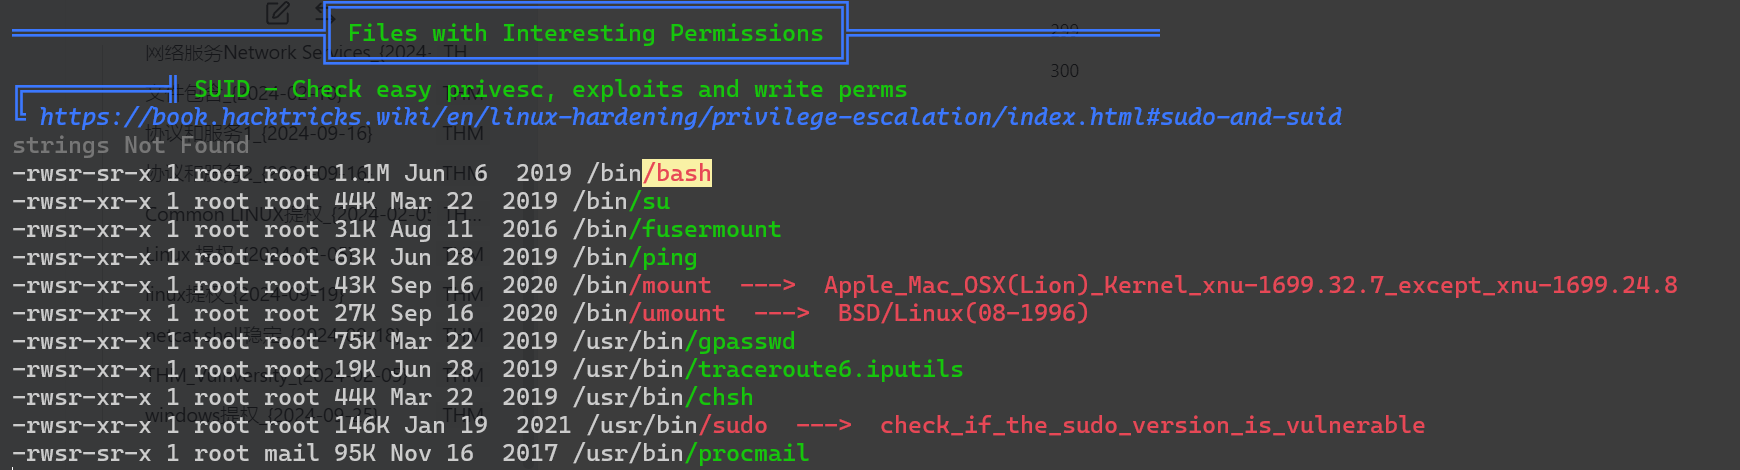 Files with Interesting Permissions
300
SUID - Check easy privesc, exploits and write perms
https://book.hacktricks.wiki/en/linux-hardening/privilege-escalation/index.html#sudo-and-suid
strings Not Found
-rwsr-sr-x 1 root root 1.1M Jun  6  2019 /bin/bash
-rwsr-xr-x 1 root root 44K Mar 22  2019 /bin/su
-rwsr-xr-x 1 root root 31K Aug 11  2016 /bin/fusermount
-rwsr-xr-x 1 root root 63K Jun 28  2019 /bin/ping
-rwsr-xr-x 1 root root 43K Sep 16  2020 /bin/mount  --->  Apple_Mac_OSX(Lion)_Kernel_xnu-1699.32.7_except_xnu-1699.24.8
-rwsr-xr-x 1 root root 27K Sep 16  2020 /bin/umount  --->  BSD/Linux(08-1996)
-rwsr-xr-x 1 root root 75K Mar 22  2019 /usr/bin/gpasswd
-rwsr-xr-x 1 root root 19K Jun 28  2019 /usr/bin/traceroute6.iputils
-rwsr-xr-x 1 root root 44K Mar 22  2019 /usr/bin/chsh
-rwsr-xr-x 1 root root 146K Jan 19  2021 /usr/bin/sudo  --->  check_if_the_sudo_version_is_vulnerable
-rwsr-sr-x 1 root mail 95K Nov 16  2017 /usr/bin/procmail